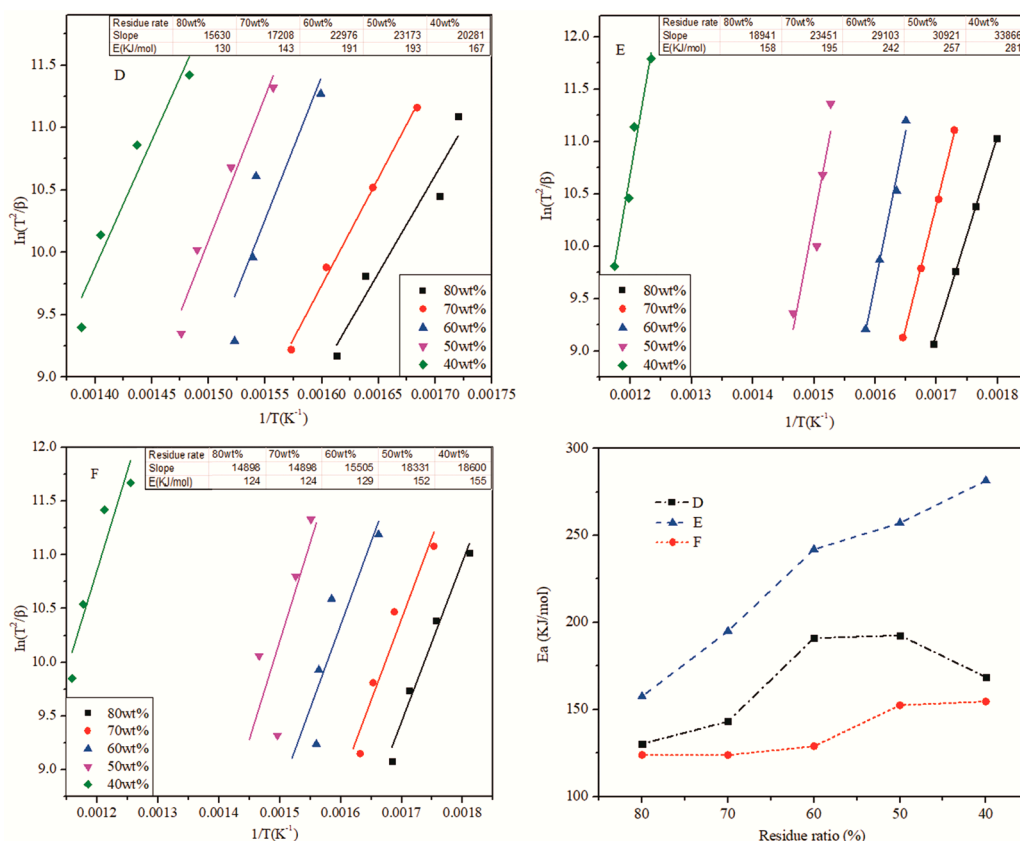 Residue rate 80wt% 70wt% 60wt% 50wt% 40wt%
Slope 15630 17208 22976 23173 20281
E(KJ/mol) 130 143 191 193 167
D
11.5
11.0
10.5
10.0
9.5
9.0
In(T²/β)
80wt%
70wt%
60wt%
50wt%
40wt%
0.00140 0.00145 0.00150 0.00155 0.00160 0.00165 0.00170 0.00175
1/T(K⁻¹)
Residue rate 80wt% 70wt% 60wt% 50wt% 40wt%
Slope 18941 23451 29103 30921 33866
E(KJ/mol) 158 195 242 257 281
E
12.0
11.5
11.0
10.5
10.0
9.5
9.0
In(T²/β)
80wt%
70wt%
60wt%
50wt%
40wt%
0.0012 0.0013 0.0014 0.0015 0.0016 0.0017 0.0018
1/T(K⁻¹)
Residue rate 80wt% 70wt% 60wt% 50wt% 40wt%
Slope 14898 14898 15505 18331 18600
E(KJ/mol) 124 124 129 152 155
F
12.0
11.5
11.0
10.5
10.0
9.5
9.0
In(T²/β)
80wt%
70wt%
60wt%
50wt%
40wt%
0.0012 0.0013 0.0014 0.0015 0.0016 0.0017 0.0018
1/T(K⁻¹)
300
250
200
150
100
Ea (KJ/mol)
D
E
F
80 70 60 50 40
Residue ratio (%)